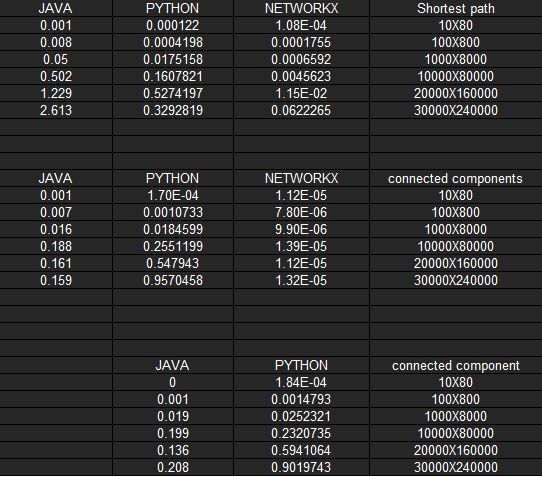 JAVA PYTHON NETWORKX Shortest path
0.001 0.000122 1.08E-04 10X80
0.008 0.0004198 0.0001755 100X800
0.05 0.0175158 0.0006592 1000X8000
0.502 0.1607821 0.0045623 10000X80000
1.229 0.5274197 1.15E-02 20000X160000
2.613 0.3292819 0.0622265 30000X240000
JAVA PYTHON NETWORKX connected components
0.001 1.70E-04 1.12E-05 10X80
0.007 0.0010733 7.80E-06 100X800
0.016 0.0184599 9.90E-06 1000X8000
0.188 0.2551199 1.39E-05 10000X80000
0.161 0.547943 1.12E-05 20000X160000
0.159 0.9570458 1.32E-05 30000X240000
JAVA PYTHON connected component
0 1.84E-04 10X80
0.001 0.0014793 100X800
0.019 0.0252321 1000X8000
0.199 0.2320735 10000X80000
0.136 0.5941064 20000X160000
0.208 0.9019743 30000X240000